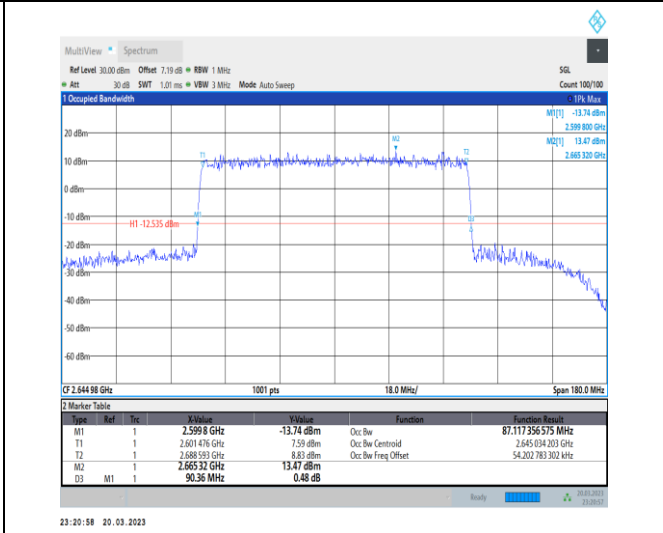 MultiView Spectrum
Ref Level 30.00 dBm Offset 7.19 dB RBW 1 MHz SGL
Att 30 dB SWT 1.01 ms VBW 3 MHz Mode Auto Sweep Count 100/100
1 Occupied Bandwidth 1Pk Max
M1[1] -13.74 dBm
2.599 800 GHz
M2[1] 13.47 dBm
2.665 320 GHz
20 dBm
M2
T1
T2
10 dBm
0 dBm
-10 dBm
M1
H1 -12.535 dBm
-20 dBm
-30 dBm
-40 dBm
-50 dBm
-60 dBm
CF 2.644 98 GHz 1001 pts 18.0 MHz/ Span 180.0 MHz
2 Marker Table
Type Ref Trc X-Value Y-Value Function Function Result
M1 1 2.599 8 GHz -13.74 dBm Occ Bw 87.117 356 575 MHz
T1 1 2.601 476 GHz 7.59 dBm Occ Bw Centroid 2.645 034 203 GHz
T2 1 2.688 593 GHz 8.83 dBm Occ Bw Freq Offset 54.202 783 302 kHz
M2 1 2.665 32 GHz 13.47 dBm
D3 M1 1 90.36 MHz 0.48 dB
Ready 20.03.2023
23:20:57
23:20:58 20.03.2023